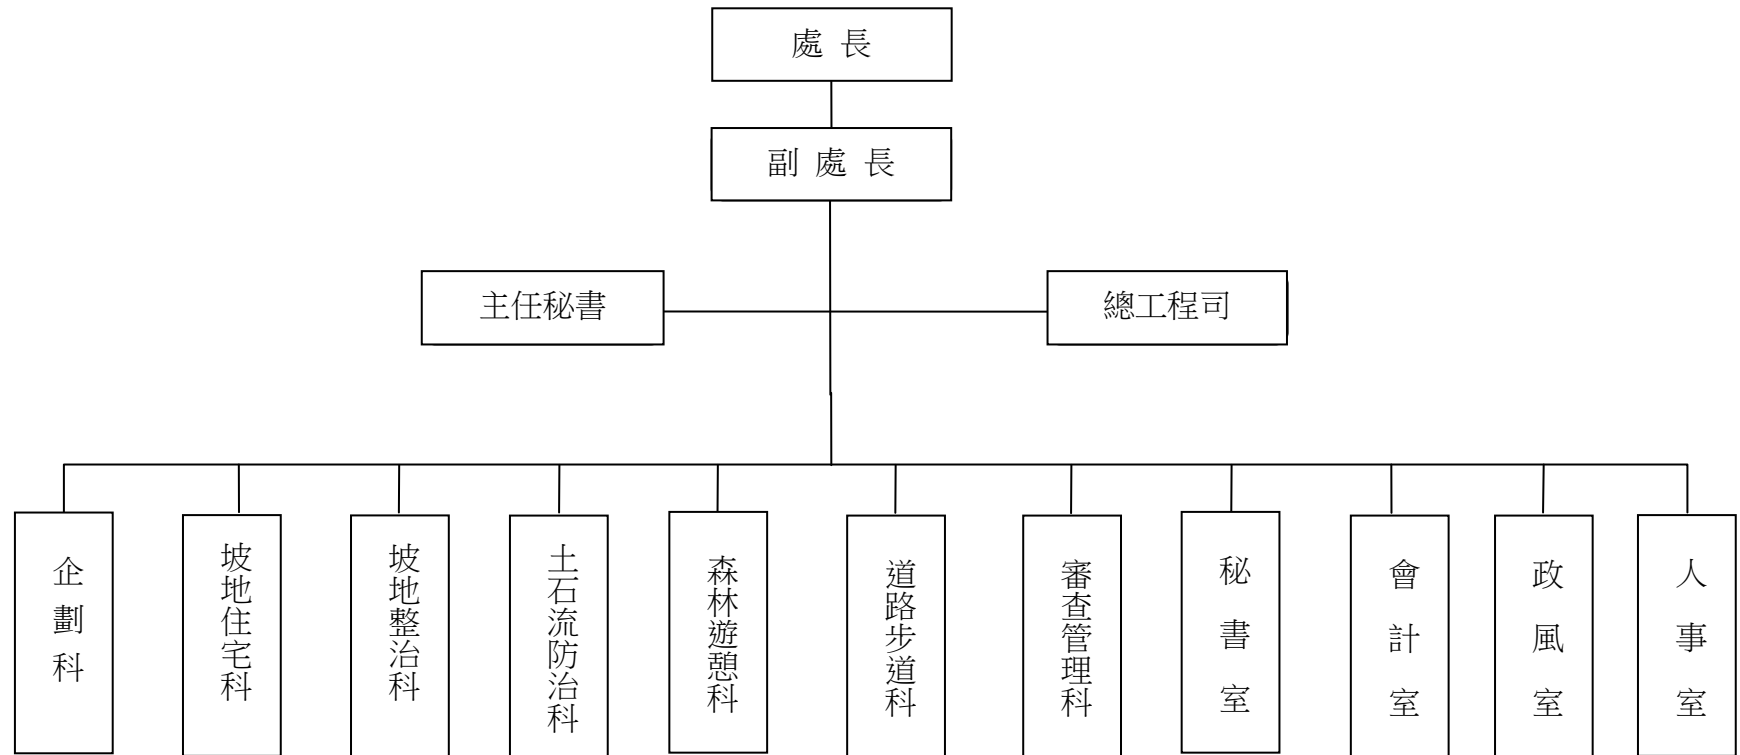 處 長
副 處 長
主任秘書
總工程司
企劃科
坡地住宅科
坡地整治科
土石流防治科
森林遊憩科
道路步道科
審查管理科
秘書室
會計室
政風室
人事室